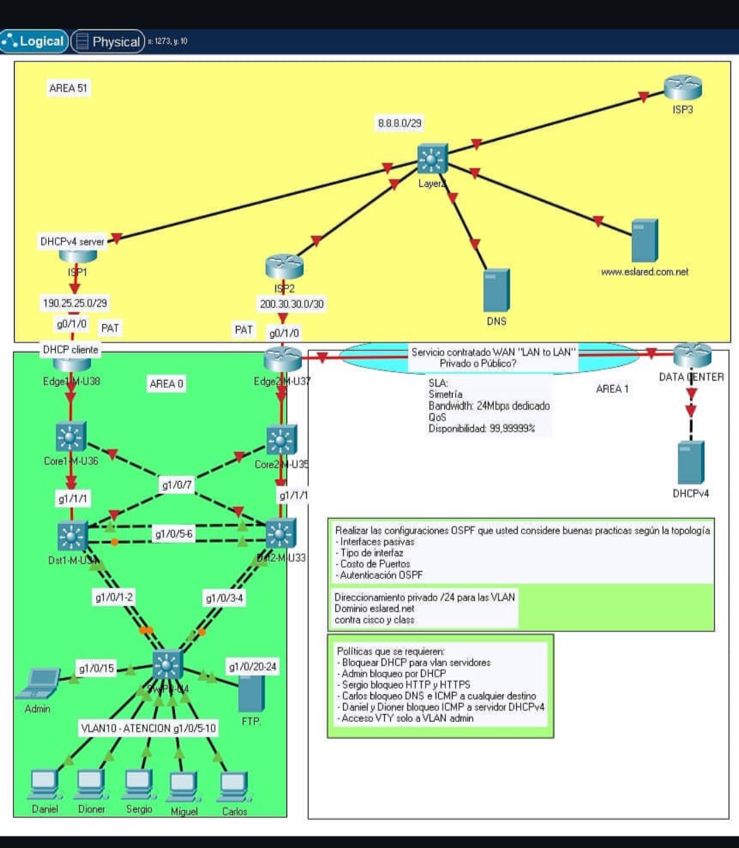 Logical
Physical
x: 1273, y: 10
AREA 51
ISP3
8.8.8.0/29
DHCPv4 server
ISP1
ISP2
www.eslared.com.net
DNS
190.25.25.0/29
200.30.30.0/30
g0/1/0
PAT
PAT
g0/1/0
DHCP cliente
Edge1-M-U38
AREA 0
Edge2-M-U37
Servicio contratado WAN "LAN to LAN"
Privado o Público?
DATA CENTER
AREA 1
SLA:
Simetría
Bandwidth: 24Mbps dedicado
QoS
Disponibilidad: 99,99999%
Core1-M-U36
Core2-M-U35
g1/0/7
g1/1/1
g1/1/1
DHCPv4
g1/0/5-6
Realizar las configuraciones OSPF que usted considere buenas practicas según la topología
- Interfaces pasivas
- Tipo de interfaz
- Costo de Puertos
- Autenticación OSPF
Direccionamiento privado /24 para las VLAN
Dominio eslared.net
contra cisco y class
g1/0/1-2
g1/0/3-4
Políticas que se requieren:
- Bloquear DHCP para vlan servidores
- Admin bloqueo por DHCP
- Sergio bloqueo HTTP y HTTPS
- Carlos bloqueo DNS e ICMP a cualquier destino
- Daniel y Dioner bloqueo ICMP a servidor DHCPv4
- Acceso VTY solo a VLAN admin
g1/0/15
g1/0/20-24
Admin
FTP.
VLAN10 - ATENCION g1/0/5-10
Daniel
Dioner
Sergio
Miguel
Carlos